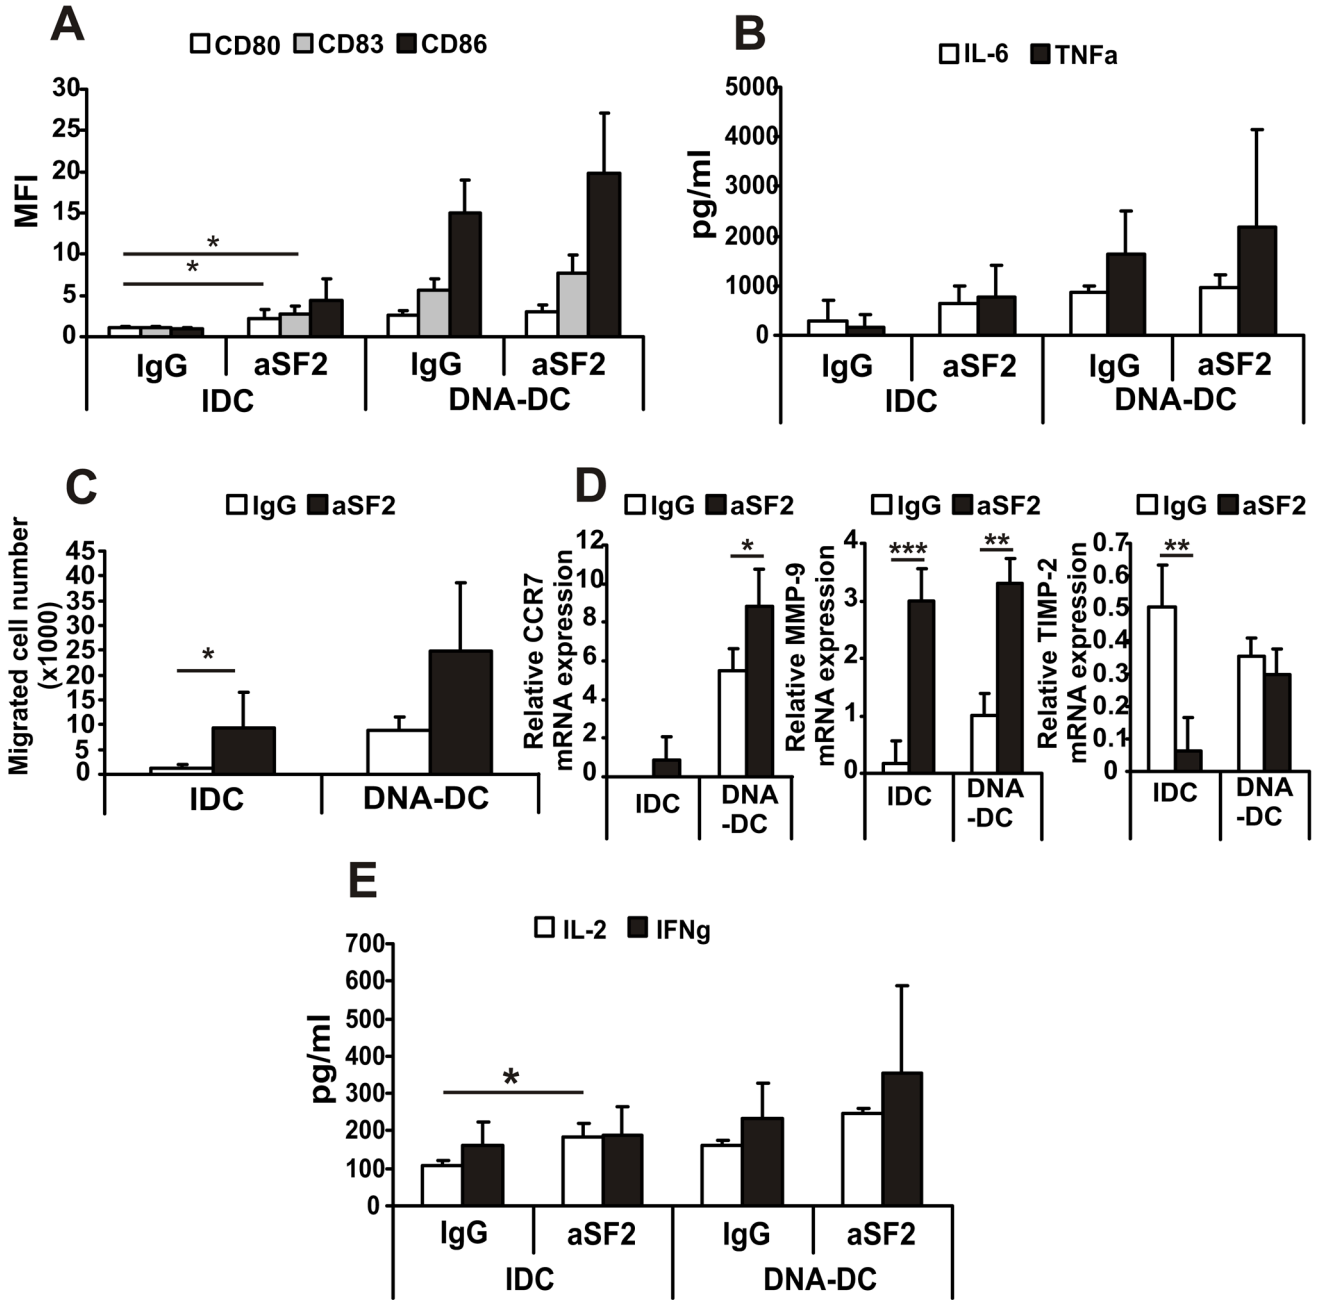 A
CD80 CD83 CD86
MFI
30
25
20
15
10
5
0
*
*
IgG aSF2 IgG aSF2
IDC DNA-DC
B
IL-6 TNFa
pg/ml
5000
4000
3000
2000
1000
0
IgG aSF2 IgG aSF2
IDC DNA-DC
C
IgG aSF2
Migrated cell number
(x1000)
45
40
35
30
25
20
15
10
5
0
*
IDC DNA-DC
D
IgG aSF2
Relative CCR7
mRNA expression
12
10
8
6
4
2
0
*
IDC DNA
-DC
IgG aSF2
Relative MMP-9
mRNA expression
4
3
2
1
0
*** **
IDC DNA
-DC
IgG aSF2
Relative TIMP-2
mRNA expression
0.7
0.6
0.5
0.4
0.3
0.2
0.1
0
**
IDC DNA
-DC
E
IL-2 IFNg
pg/ml
700
600
500
400
300
200
100
0
*
IgG aSF2 IgG aSF2
IDC DNA-DC